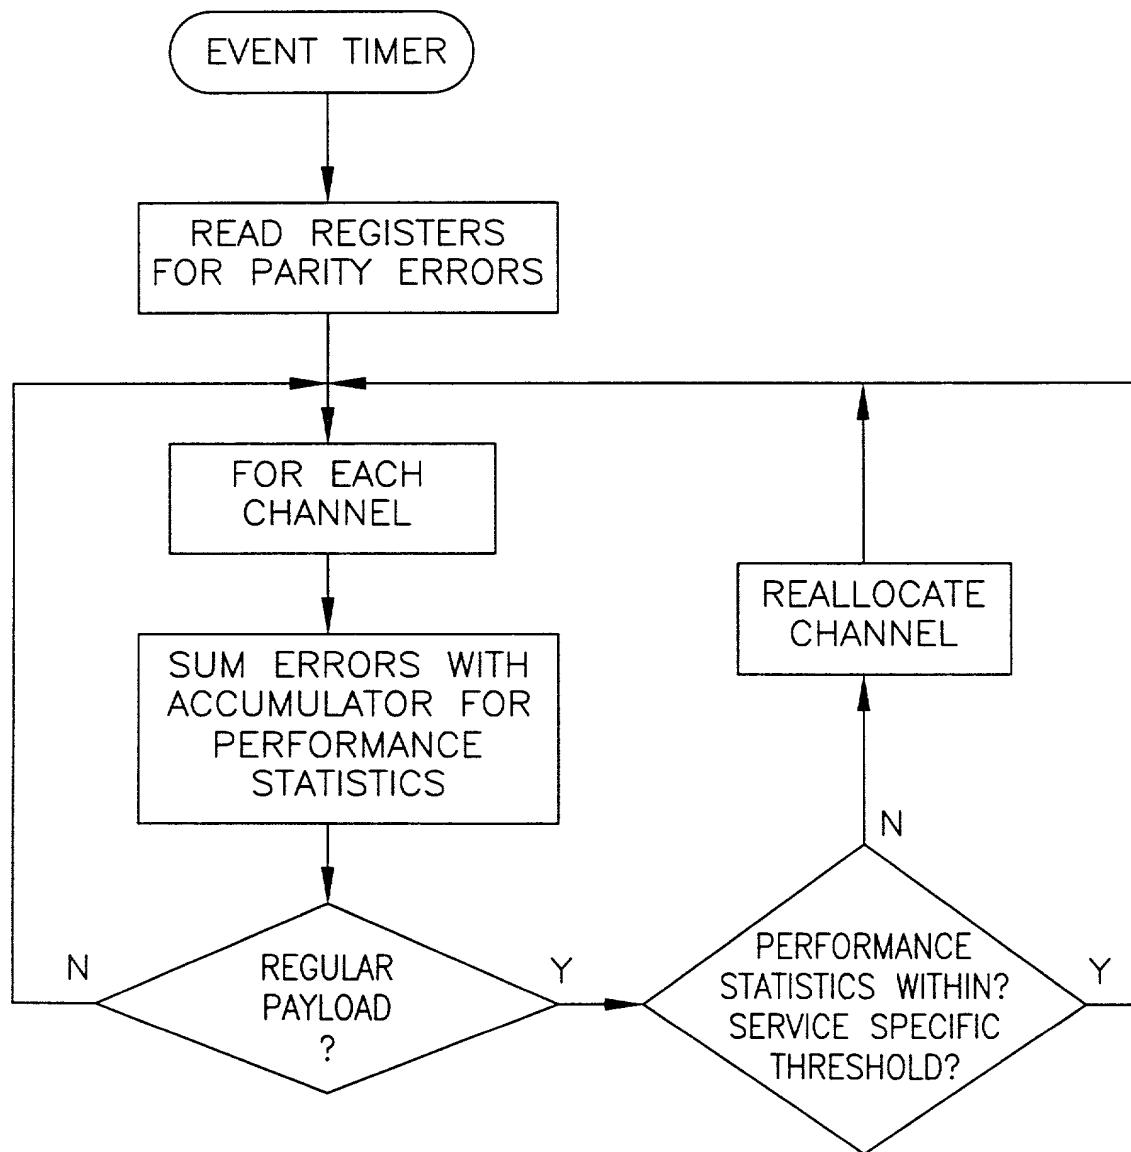 EVENT TIMER
READ REGISTERS
FOR PARITY ERRORS
FOR EACH
CHANNEL
SUM ERRORS WITH
ACCUMULATOR FOR
PERFORMANCE
STATISTICS
REALLOCATE
CHANNEL
N
REGULAR
PAYLOAD
?
Y
N
PERFORMANCE
STATISTICS WITHIN?
SERVICE SPECIFIC
THRESHOLD?
Y